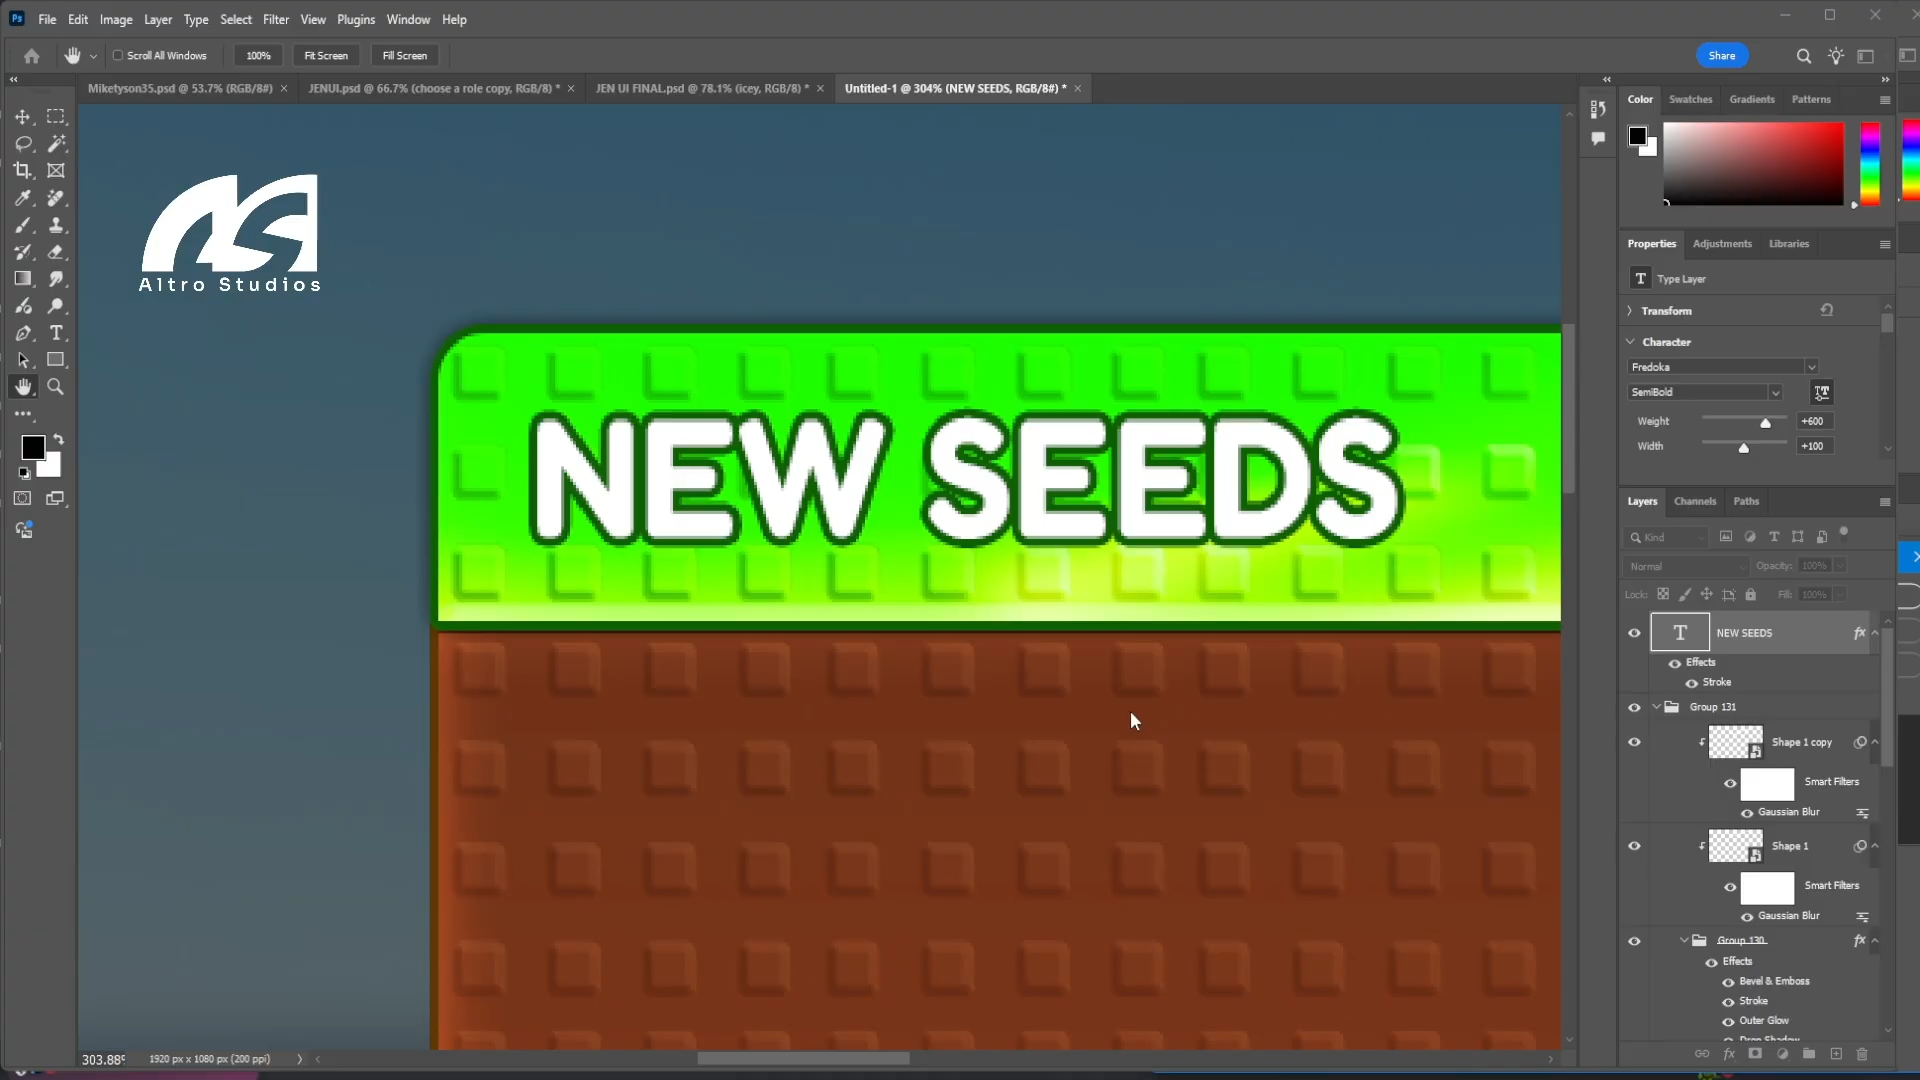 Ps File Edit Image Layer Type Select Filter View Plugins Window Help
Scroll All Windows 100% Fit Screen Fill Screen Share
Miketyson35.psd @ 53.7% (RGB/8#) × JENUI.psd @ 66.7% (choose a role copy, RGB/8) * × JEN UI FINAL.psd @ 78.1% (icey, RGB/8) * × Untitled-1 @ 304% (NEW SEEDS, RGB/8#) * ×
Color Swatches Gradients Patterns
Altro Studios
NEW SEEDS
Properties Adjustments Libraries
T Type Layer
Transform
Character
Fredoka
SemiBold
Weight +600
Width +100
Layers Channels Paths
Kind
Normal Opacity: 100%
Lock: Fill: 100%
T NEW SEEDS fx
Effects
Stroke
Group 131
Shape 1 copy
Smart Filters
Gaussian Blur
Shape 1
Smart Filters
Gaussian Blur
Group 130 fx
Effects
Bevel & Emboss
Stroke
Outer Glow
Drop Shadow
303.88% 1920 px x 1080 px (200 ppi)